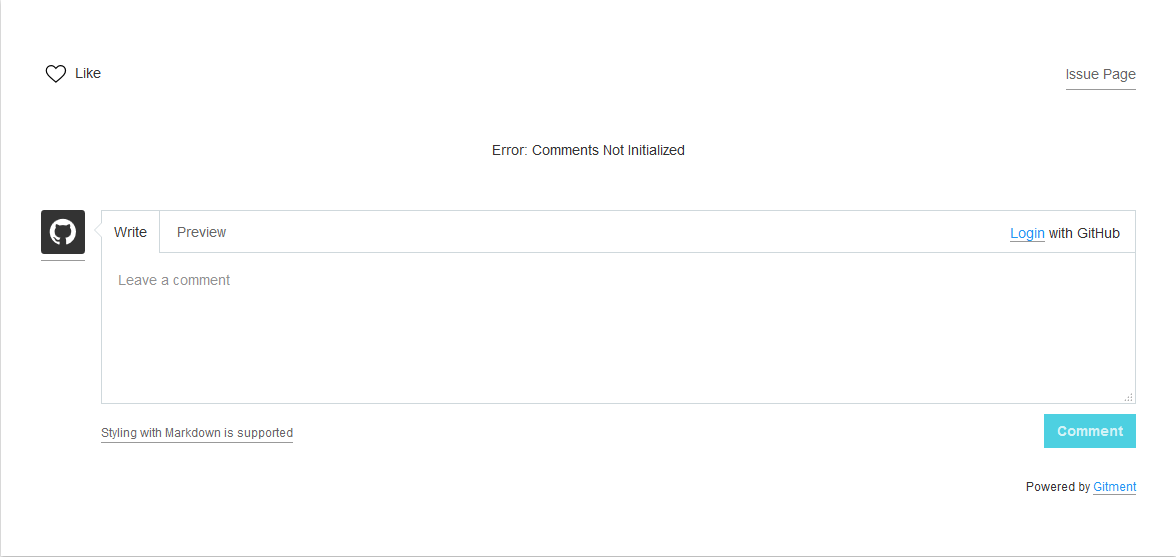 Like
Issue Page
Error: Comments Not Initialized
Write
Preview
Login with GitHub
Leave a comment
Styling with Markdown is supported
Comment
Powered by Gitment